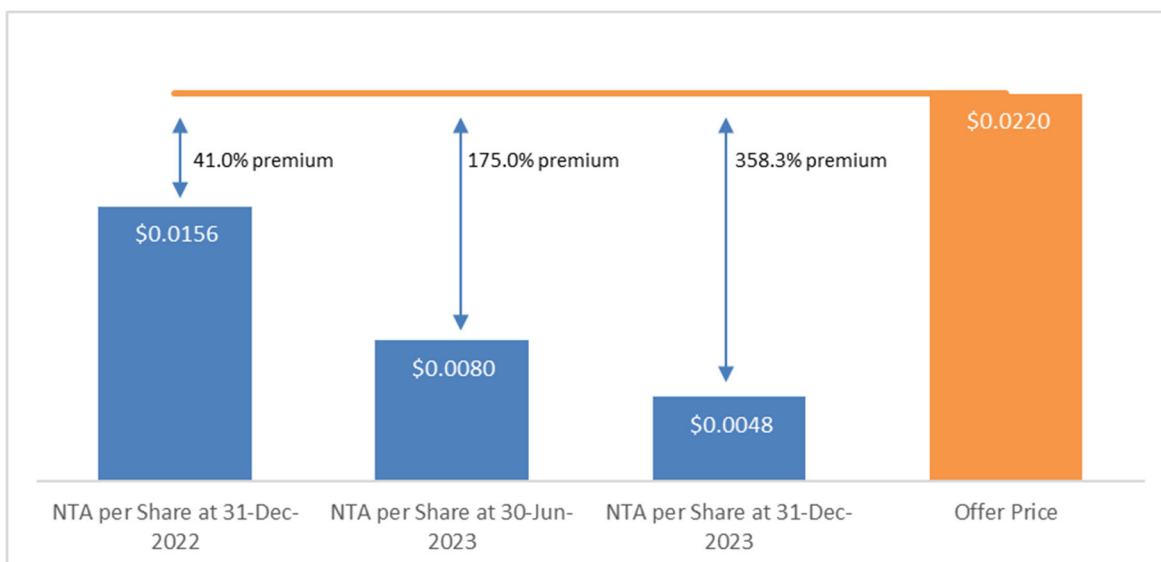 $0.0220
41.0% premium
175.0% premium
358.3% premium
$0.0156
$0.0080
$0.0048
NTA per Share at 31-Dec-
2022
NTA per Share at 30-Jun-
2023
NTA per Share at 31-Dec-
2023
Offer Price